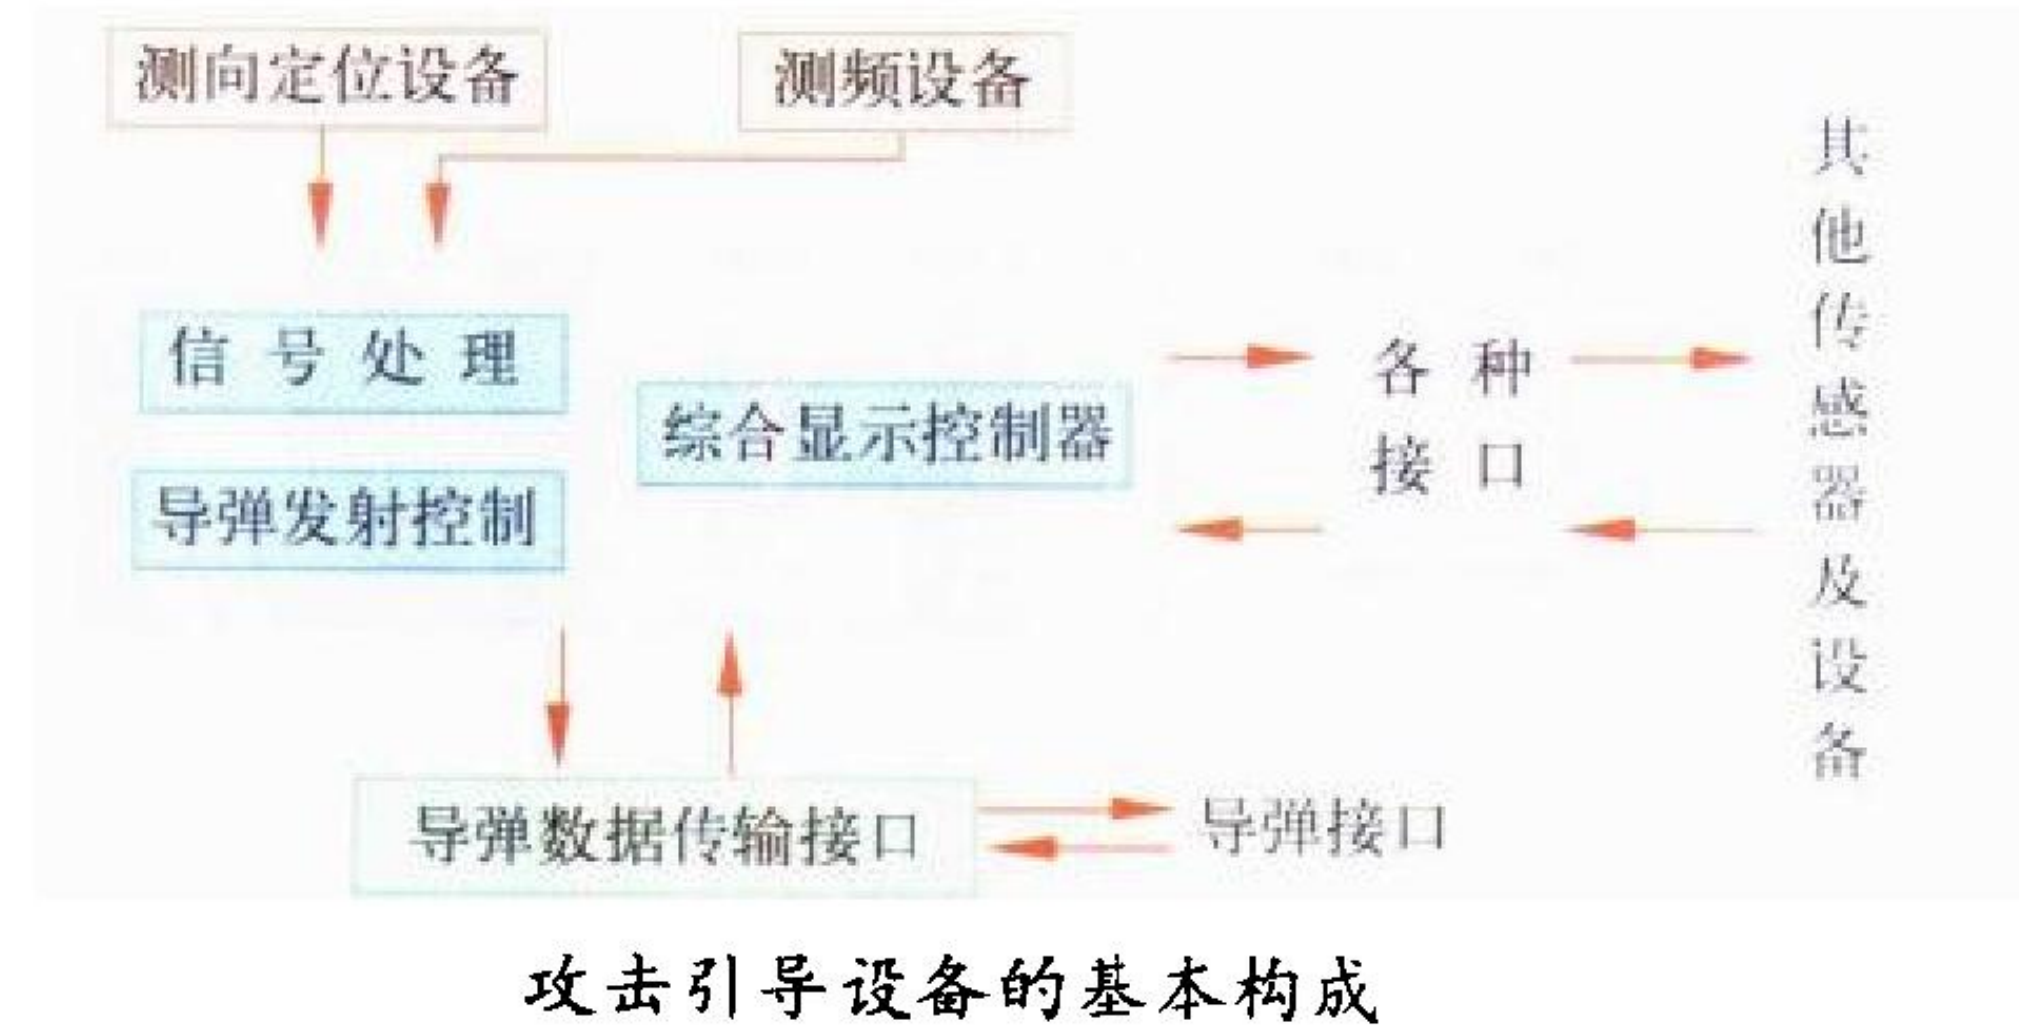 测向定位设备
测频设备
信号处理
导弹发射控制
综合显示控制器
各种
接口
其他传感器及设备
导弹数据传输接口
导弹接口
攻击引导设备的基本构成